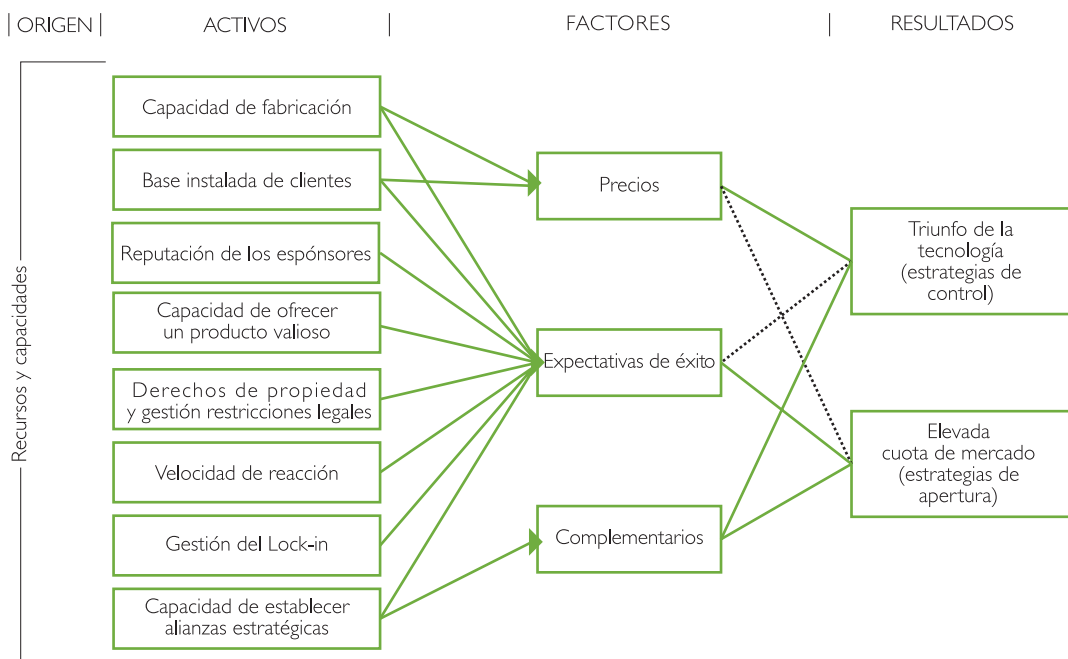 ORIGEN
ACTIVOS
FACTORES
RESULTADOS
Recursos y capacidades
Capacidad de fabricación
Base instalada de clientes
Reputación de los espónsores
Capacidad de ofrecer
un producto valioso
Derechos de propiedad
y gestión restricciones legales
Velocidad de reacción
Gestión del Lock-in
Capacidad de establecer
alianzas estratégicas
Precios
Expectativas de éxito
Complementarios
Triunfo de la
tecnología
(estrategias de
control)
Elevada
cuota de mercado
(estrategias de
apertura)